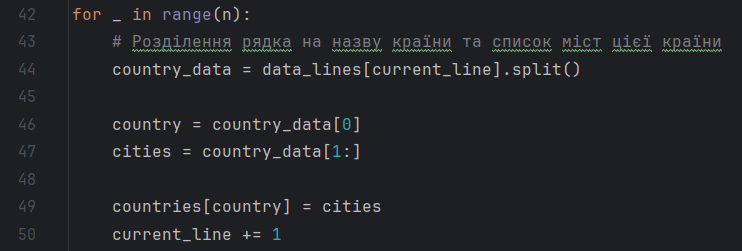 42 for _ in range(n):
43 # Розділення рядка на назву країни та список міст цієї країни
44 country_data = data_lines[current_line].split()
45
46 country = country_data[0]
47 cities = country_data[1:]
48
49 countries[country] = cities
50 current_line += 1